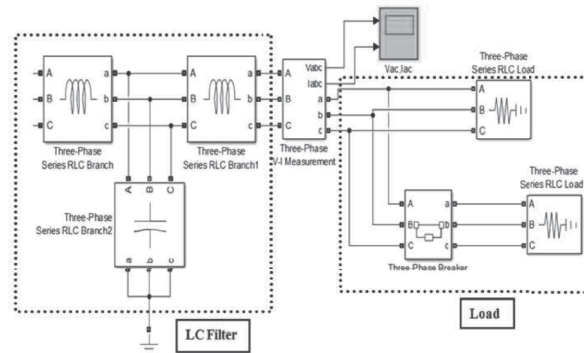 A
a
A
a
A
Vabc
Iabc
Vac,Iac
Three-Phase
Series RLC Load
B
b
B
b
B
a
A
B
C
c
C
c
C
b
c
C
Three-Phase
Series RLC Branch
Three-Phase
Series RLC Branch1
Three-Phase
V-I Measurement
Three-Phase
Series RLC Load
A
B
C
Three-Phase
Series RLC Branch2
a
b
c
A
a
A
B
b
B
C
c
C
Three-Phase Breaker
LC Filter
Load